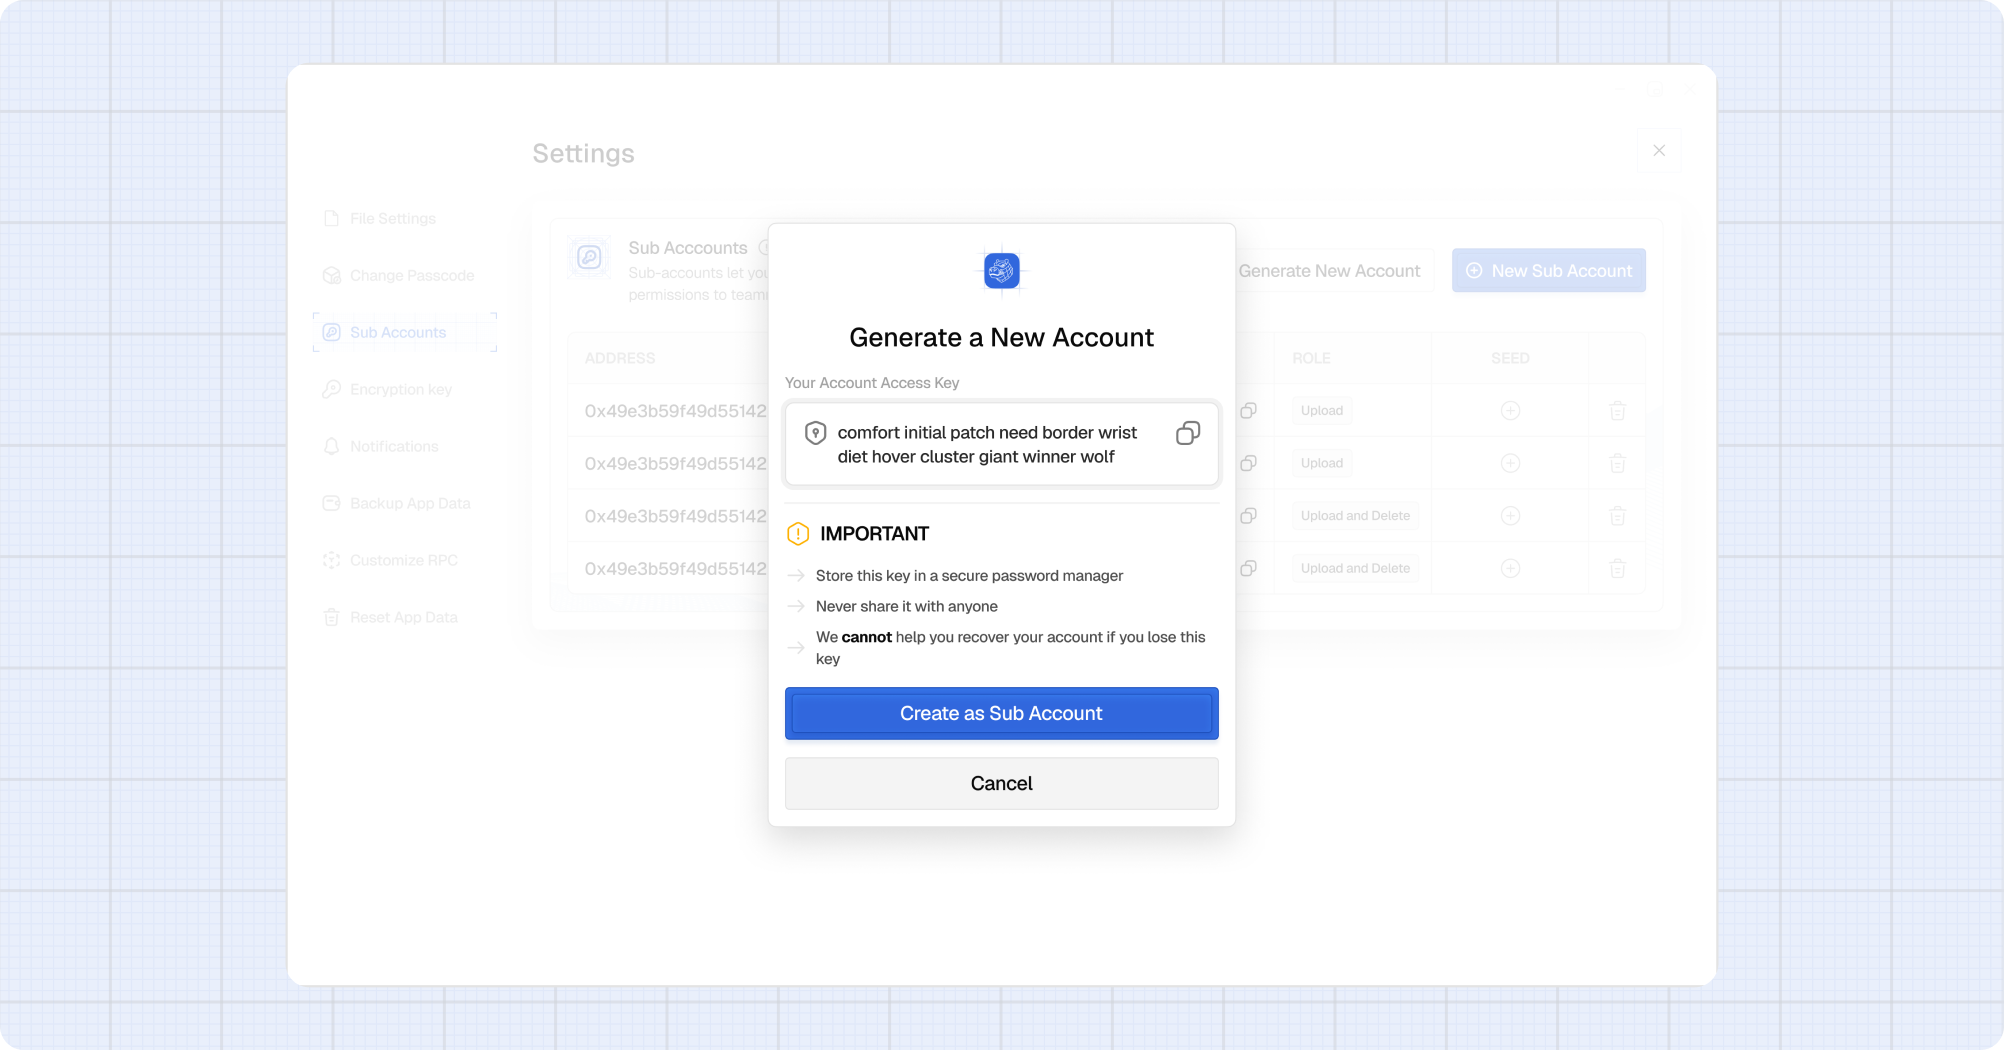 Settings
File Settings
Change Passcode
Sub Accounts
Encryption key
Notifications
Backup App Data
Customize RPC
Reset App Data
Sub Acccounts
Sub-accounts let you
permissions to team
Generate New Account
New Sub Account
ADDRESS
ROLE
SEED
0x49e3b59f49d55142
Upload
0x49e3b59f49d55142
Upload
0x49e3b59f49d55142
Upload and Delete
0x49e3b59f49d55142
Upload and Delete
Generate a New Account
Your Account Access Key
comfort initial patch need border wrist
diet hover cluster giant winner wolf
IMPORTANT
Store this key in a secure password manager
Never share it with anyone
We cannot help you recover your account if you lose this
key
Create as Sub Account
Cancel